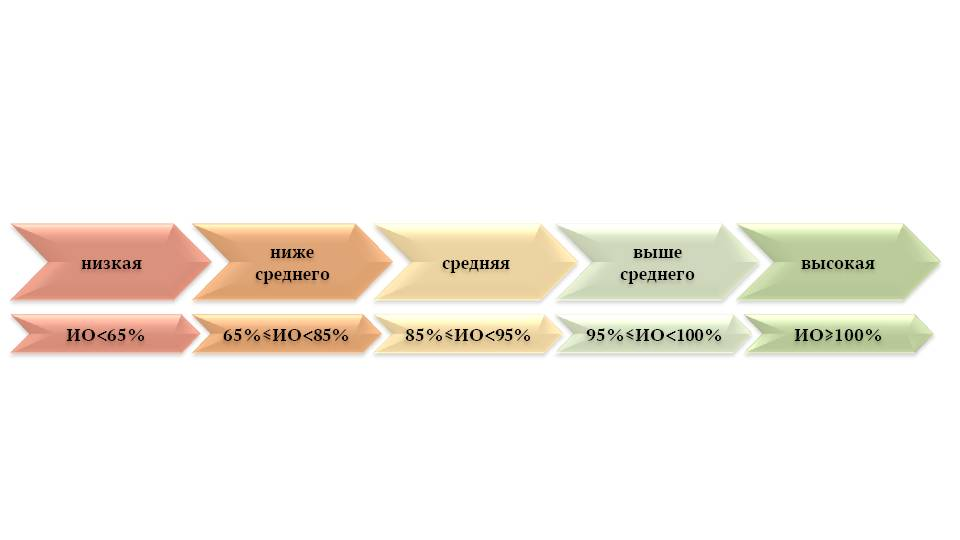 низкая
ниже
среднего
средняя
выше
среднего
высокая
ИО<65%
65%≤ИО<85%
85%≤ИО<95%
95%≤ИО<100%
ИО≥100%